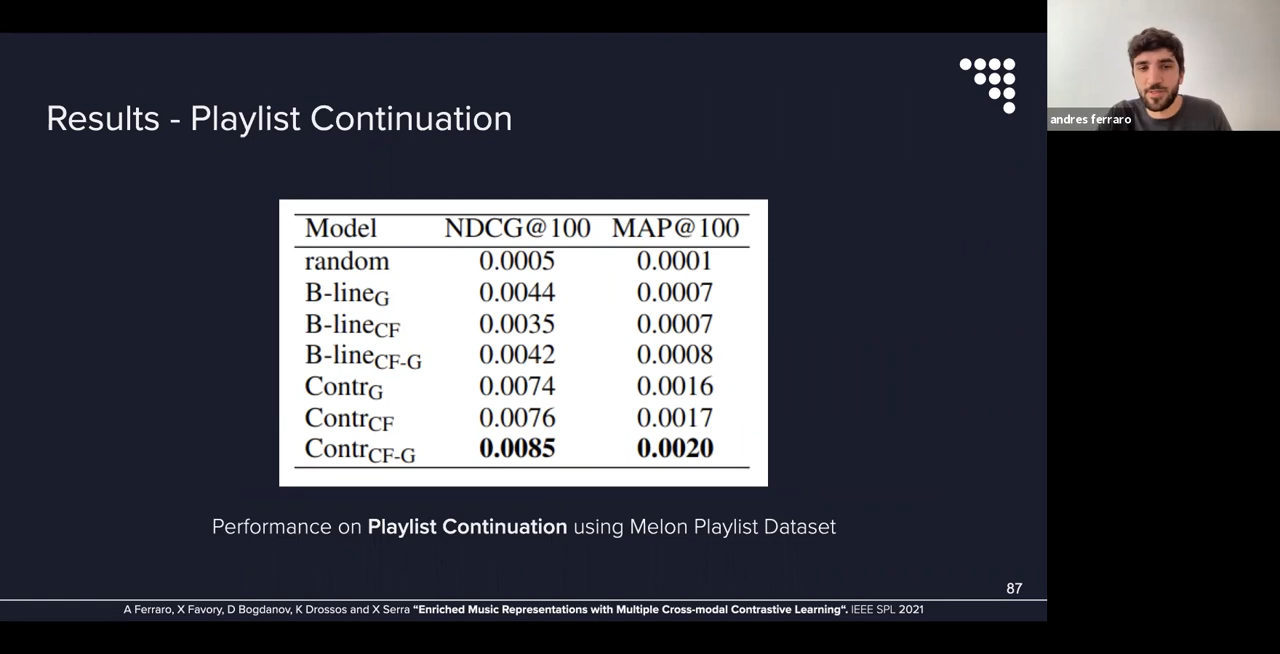 Results - Playlist Continuation
andres ferraro
Model NDCG@100 MAP@100
random 0.0005 0.0001
B-lineG 0.0044 0.0007
B-lineCF 0.0035 0.0007
B-lineCF-G 0.0042 0.0008
ContrG 0.0074 0.0016
ContrCF 0.0076 0.0017
ContrCF-G 0.0085 0.0020
Performance on Playlist Continuation using Melon Playlist Dataset
87
A Ferraro, X Favory, D Bogdanov, K Drossos and X Serra “Enriched Music Representations with Multiple Cross-modal Contrastive Learning“. IEEE SPL 2021